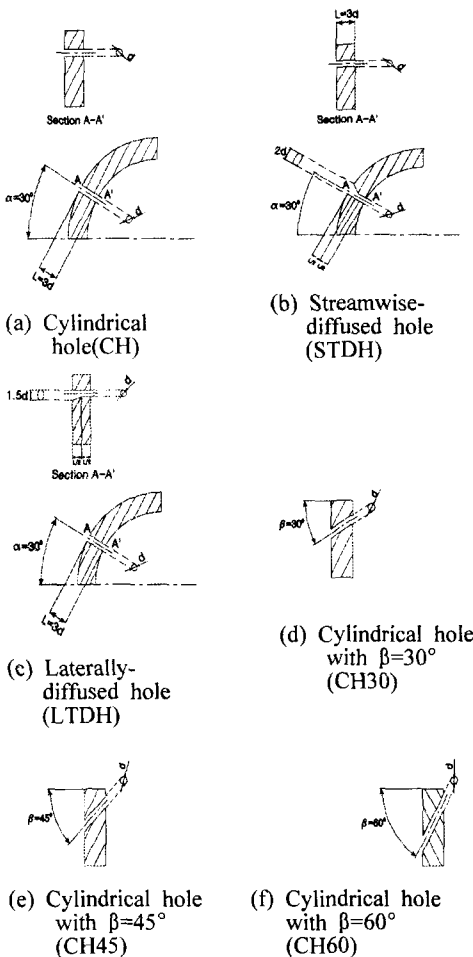 d
Section A-A'
A
A'
α=30°
d
L=3d
(a) Cylindrical
hole(CH)
L=3d
d
Section A-A'
2d
A
A'
α=30°
d
(b) Streamwise-
diffused hole
(STDH)
1.5d
d
Section A-A'
A
A'
α=30°
d
L=3d
(c) Laterally-
diffused hole
(LTDH)
d
β=30°
(d) Cylindrical hole
with β=30°
(CH30)
d
β=45°
(e) Cylindrical hole
with β=45°
(CH45)
d
β=60°
(f) Cylindrical hole
with β=60°
(CH60)